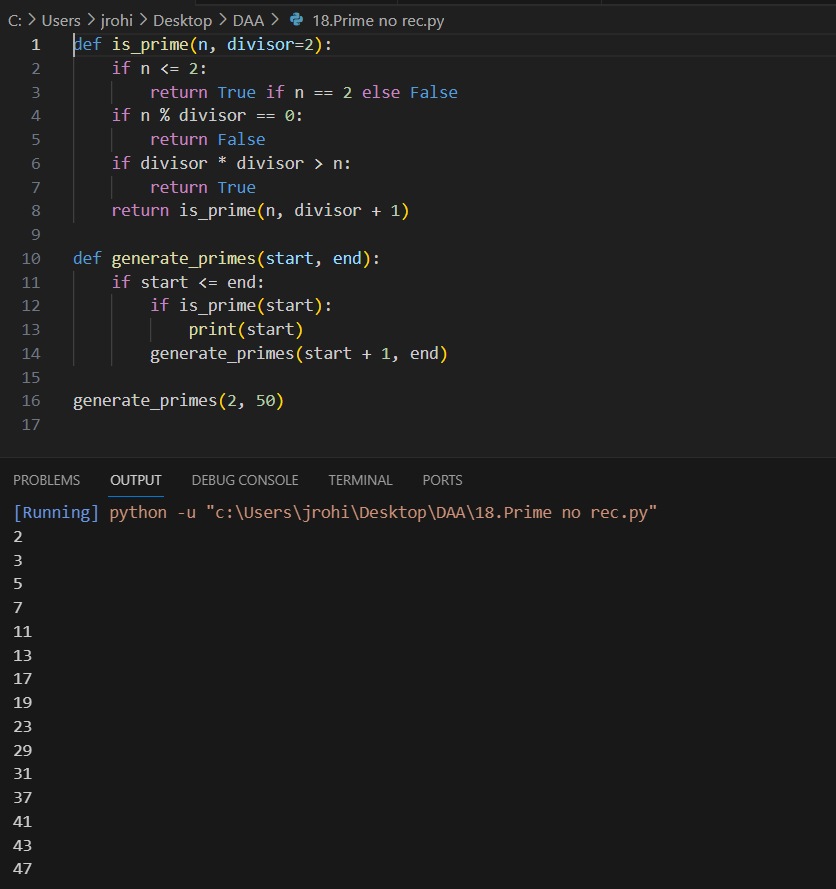 C: > Users > jrohi > Desktop > DAA > 18.Prime no rec.py
1 def is_prime(n, divisor=2):
2     if n <= 2:
3         return True if n == 2 else False
4     if n % divisor == 0:
5         return False
6     if divisor * divisor > n:
7         return True
8     return is_prime(n, divisor + 1)
9
10 def generate_primes(start, end):
11     if start <= end:
12         if is_prime(start):
13             print(start)
14         generate_primes(start + 1, end)
15
16 generate_primes(2, 50)
17
PROBLEMS OUTPUT DEBUG CONSOLE TERMINAL PORTS
[Running] python -u "c:\Users\jrohi\Desktop\DAA\18.Prime no rec.py"
2
3
5
7
11
13
17
19
23
29
31
37
41
43
47